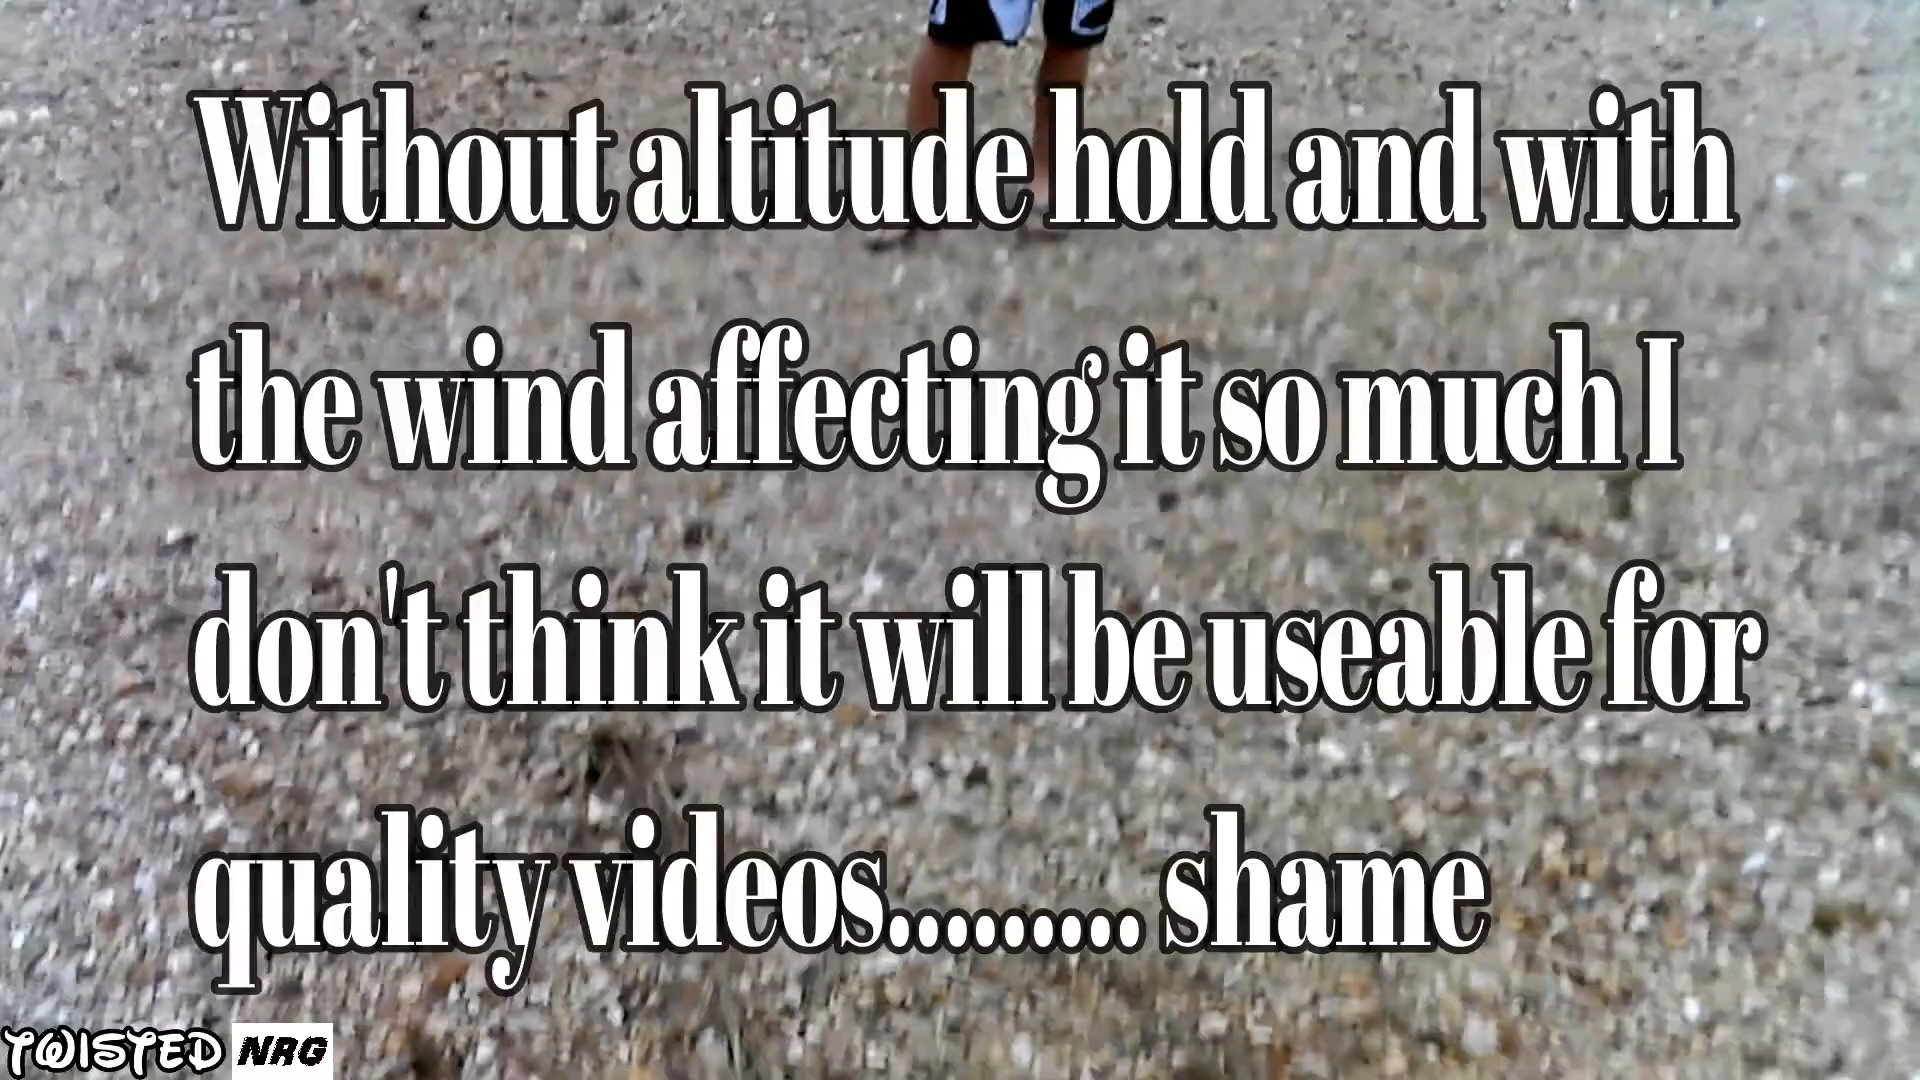 Without altitude hold and with
the wind affecting it so much I
don't think it will be useable for
quality videos......... shame
TWISTED NRG